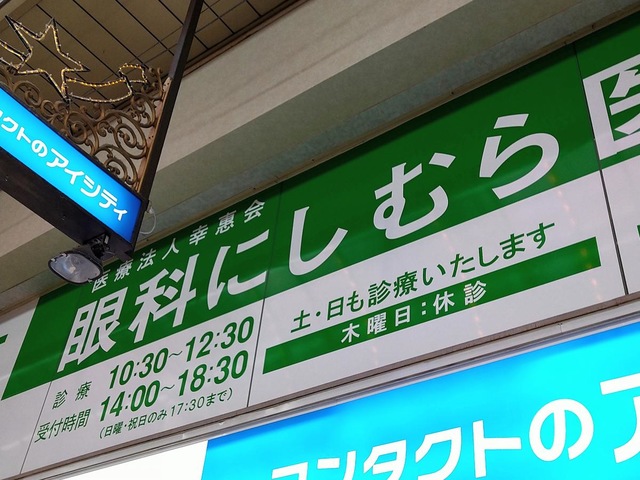 コンタクトのアイシティ
医療法人幸恵会
眼科にしむら医
診療
受付時間
10:30~12:30
14:00~18:30
(日曜・祝日のみ17:30まで)
土・日も診療いたします
木曜日:休診
コンタクトのア